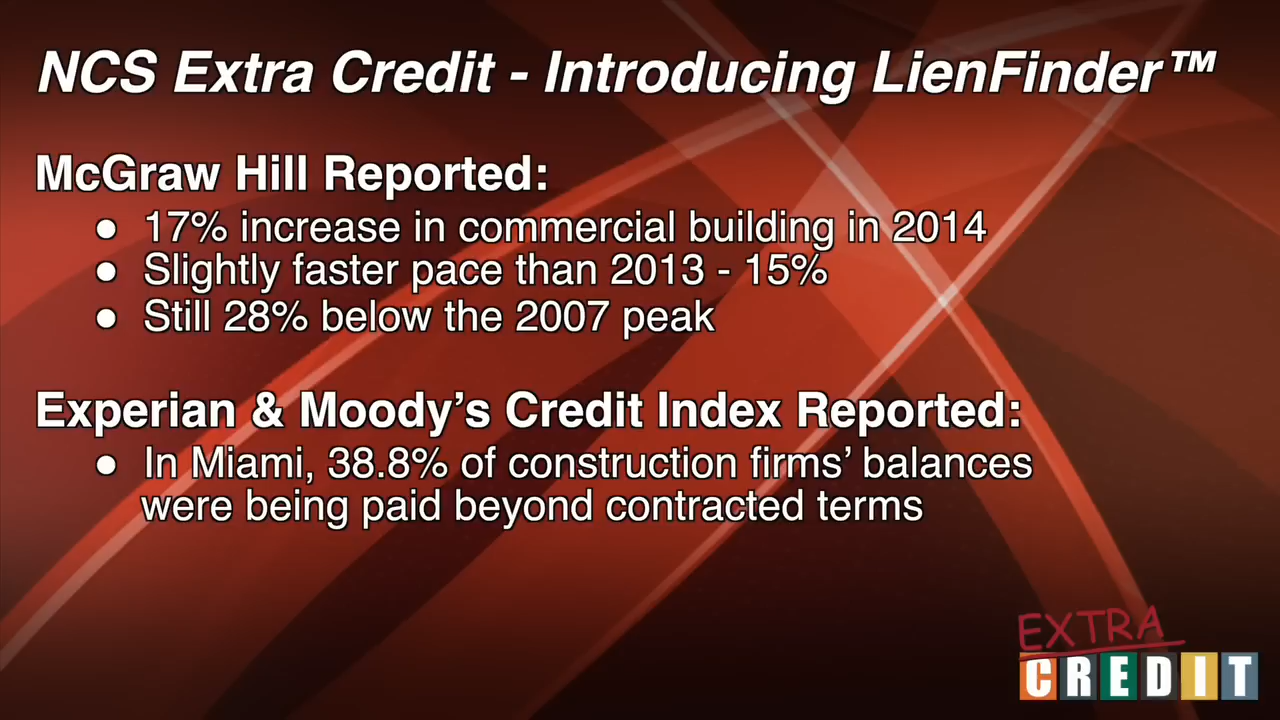 NCS Extra Credit - Introducing LienFinder™
McGraw Hill Reported:
● 17% increase in commercial building in 2014
● Slightly faster pace than 2013 - 15%
● Still 28% below the 2007 peak
Experian & Moody’s Credit Index Reported:
● In Miami, 38.8% of construction firms’ balances
were being paid beyond contracted terms
EXTRA
CREDIT